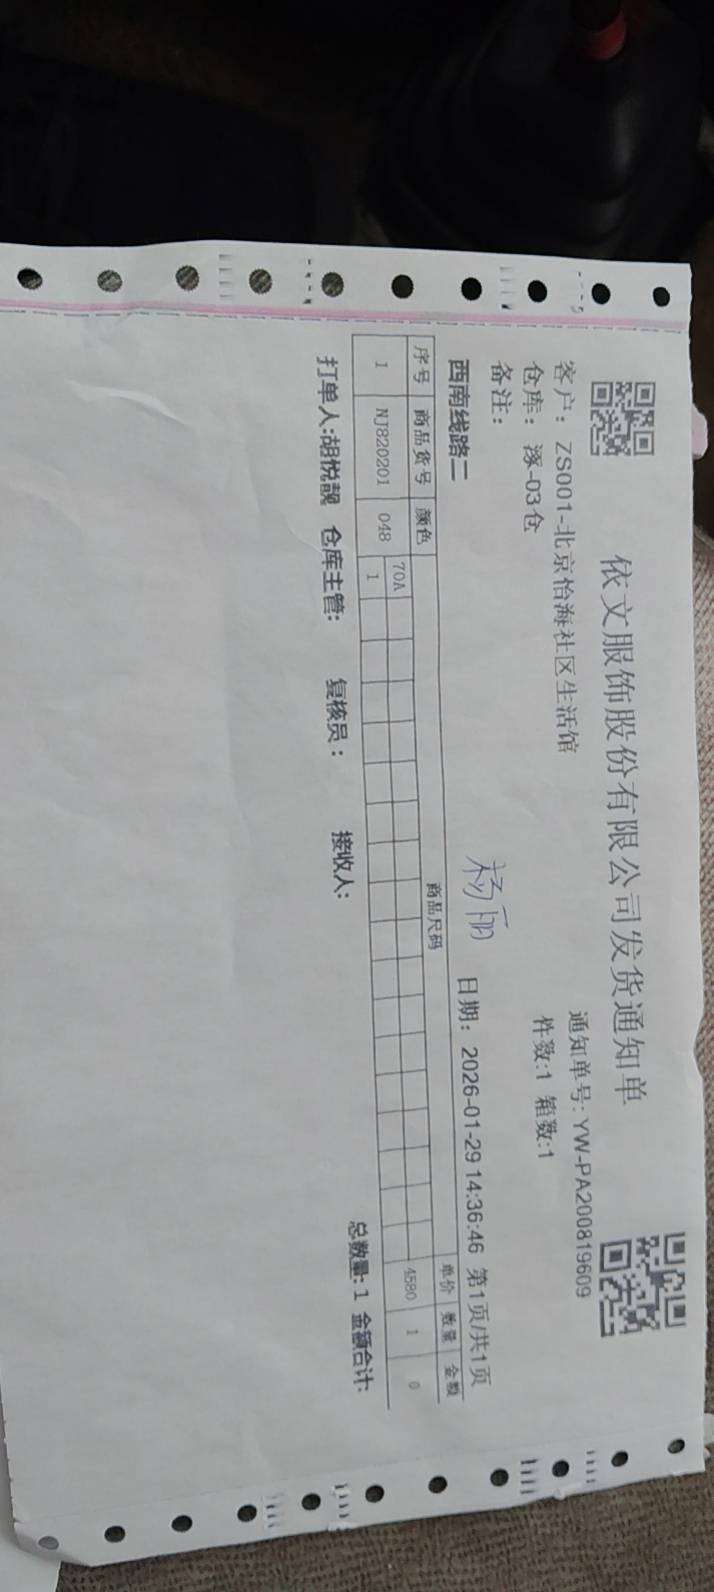 依文服饰股份有限公司发货通知单
客户: ZS001-北京怡海社区生活馆 通知单号: YW-PA200819609
仓库: 涿-03仓 件数:1 箱数:1
备注:
西南线路二 杨丽 日期: 2026-01-29 14:36:46 第1页/共1页
序号 商品货号 颜色 商品尺码 单价 数量 金额
70A
1 NJ820201 048 1 4580 1 0
总数量: 1 金额合计:
打单人:胡悦靓 仓库主管: 复核员: 接收人: